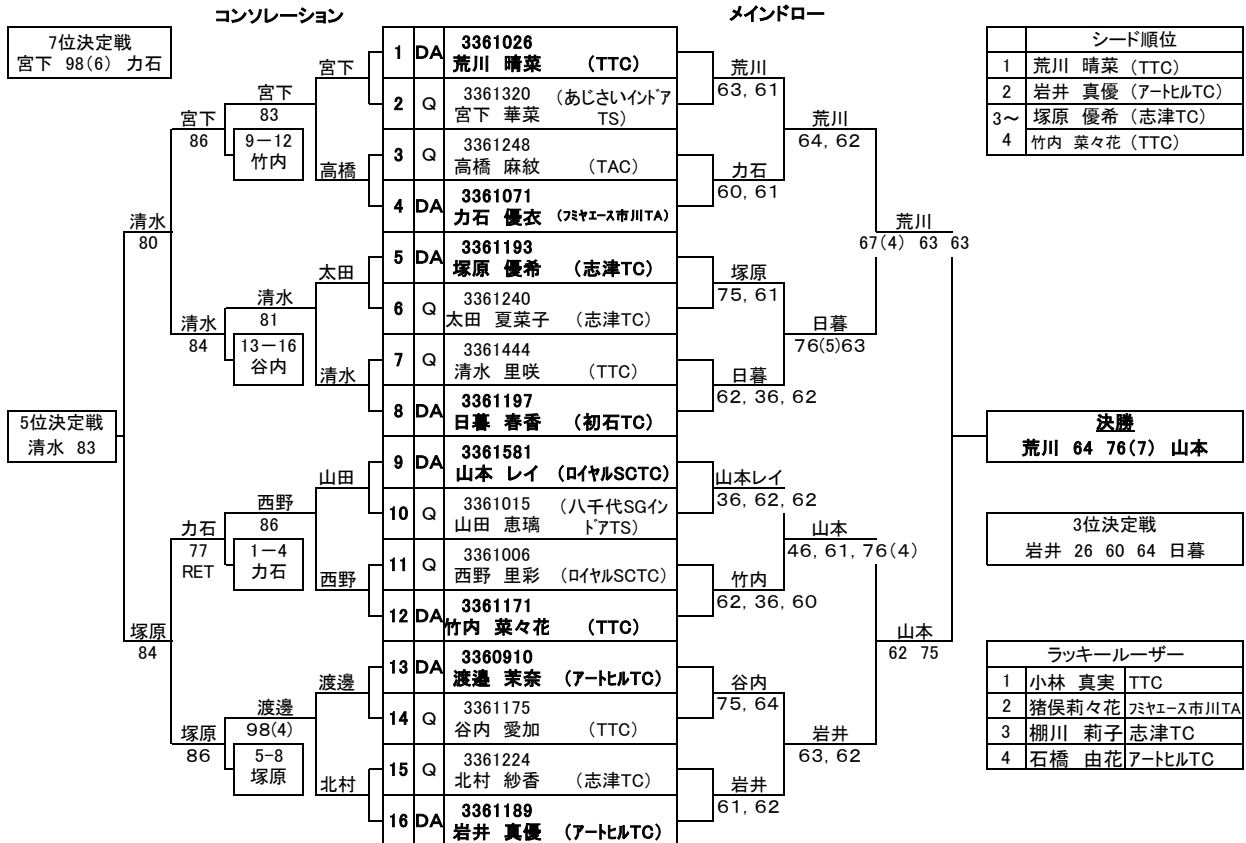 コンソレーション
メインドロー
7位決定戦
宮下 98(6) 力石
5位決定戦
清水 83
清水
80
塚原
84
宮下
86
清水
84
力石
77
RET
塚原
86
宮下
83
9－12
竹内
清水
81
13－16
谷内
西野
86
1－4
力石
渡邊
98(4)
5-8
塚原
宮下
高橋
太田
清水
山田
西野
渡邊
北村
1 DA 3361026
荒川 晴菜 (TTC)
2 Q 3361320 (あじさいインドア
宮下 華菜 TS)
3 Q 3361248
高橋 麻紋 (TAC)
4 DA 3361071
力石 優衣 (フミヤエース市川TA)
5 DA 3361193
塚原 優希 (志津TC)
6 Q 3361240
太田 夏菜子 (志津TC)
7 Q 3361444
清水 里咲 (TTC)
8 DA 3361197
日暮 春香 (初石TC)
9 DA 3361581
山本 レイ (ロイヤルSCTC)
10 Q 3361015 (八千代SGイン
山田 恵璃 ドアTS)
11 Q 3361006
西野 里彩 (ロイヤルSCTC)
12 DA 3361171
竹内 菜々花 (TTC)
13 DA 3360910
渡邉 茉奈 (アートヒルTC)
14 Q 3361175
谷内 愛加 (TTC)
15 Q 3361224
北村 紗香 (志津TC)
16 DA 3361189
岩井 真優 (アートヒルTC)
荒川
63, 61
力石
60, 61
塚原
75, 61
日暮
62, 36, 62
山本レイ
36, 62, 62
竹内
62, 36, 60
谷内
75, 64
岩井
61, 62
荒川
64, 62
日暮
76(5)63
山本
46, 61, 76(4)
岩井
63, 62
荒川
67(4) 63 63
山本
62 75
シード順位
1 荒川 晴菜 (TTC)
2 岩井 真優 (アートヒルTC)
3～ 塚原 優希 (志津TC)
4 竹内 菜々花 (TTC)
決勝
荒川 64 76(7) 山本
3位決定戦
岩井 26 60 64 日暮
ラッキールーザー
1 小林 真実 TTC
2 猪俣莉々花 フミヤエース市川TA
3 棚川 莉子 志津TC
4 石橋 由花 アートヒルTC